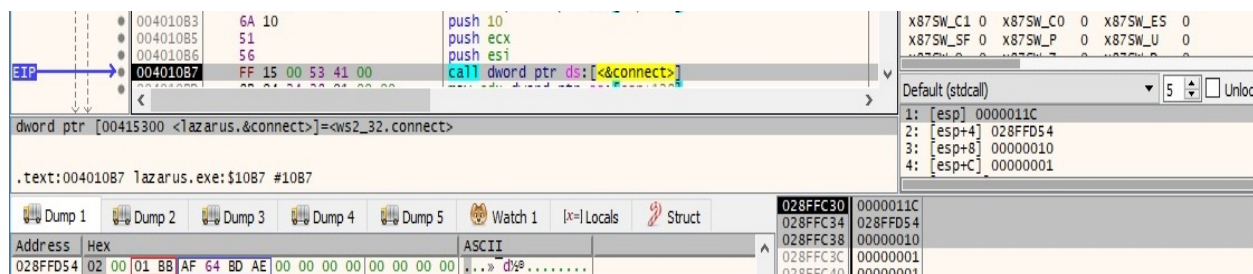 004010B3 6A 10 push 10
004010B5 51 push ecx
004010B6 56 push esi
EIP 004010B7 FF 15 00 53 41 00 call dword ptr ds:[<&connect>]
x87SW_C1 0 x87SW_C0 0 x87SW_ES 0
x87SW_SF 0 x87SW_P 0 x87SW_U 0
Default (stdcall) 5 Unloc
1: [esp] 0000011C
2: [esp+4] 028FFD54
3: [esp+8] 00000010
4: [esp+C] 00000001
dword ptr [00415300 <lazarus.&connect>]=<ws2_32.connect>
.text:004010B7 lazarus.exe:$10B7 #10B7
Dump 1 Dump 2 Dump 3 Dump 4 Dump 5 Watch 1 [x=] Locals Struct
Address Hex ASCII
028FFD54 02 00 01 BB AF 64 BD AE 00 00 00 00 00 00 00 00 ...»¯d½®........
028FFC30 0000011C
028FFC34 028FFD54
028FFC38 00000010
028FFC3C 00000001
028FFC40 00000001